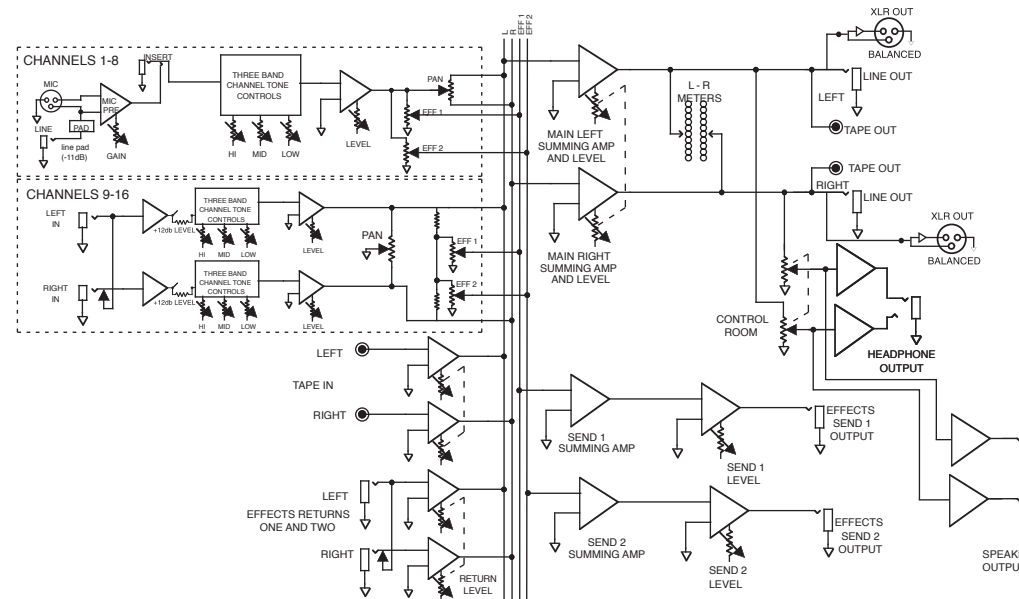 CHANNELS 1-8
MIC
LINE
PAD
line pad
(-11dB)
MIC
PRE
GAIN
INSERT
THREE BAND
CHANNEL TONE
CONTROLS
HI
MID
LOW
LEVEL
PAN
EFF 1
EFF 2
L
R
EFF 1
EFF 2
CHANNELS 9-16
LEFT
IN
+12db LEVEL
THREE BAND
CHANNEL TONE
CONTROLS
HI
MID
LOW
LEVEL
PAN
EFF 1
EFF 2
RIGHT
IN
+12db LEVEL
THREE BAND
CHANNEL TONE
CONTROLS
HI
MID
LOW
LEVEL
LEFT
TAPE IN
RIGHT
LEFT
EFFECTS RETURNS
ONE AND TWO
RIGHT
RETURN
LEVEL
MAIN LEFT
SUMMING AMP
AND LEVEL
L - R
METERS
XLR OUT
BALANCED
LINE OUT
LEFT
TAPE OUT
TAPE OUT
RIGHT
LINE OUT
XLR OUT
BALANCED
MAIN RIGHT
SUMMING AMP
AND LEVEL
CONTROL
ROOM
HEADPHONE
OUTPUT
SEND 1
SUMMING AMP
SEND 1
LEVEL
EFFECTS
SEND 1
OUTPUT
SEND 2
SUMMING AMP
SEND 2
LEVEL
EFFECTS
SEND 2
OUTPUT
SPEAK
OUTPU